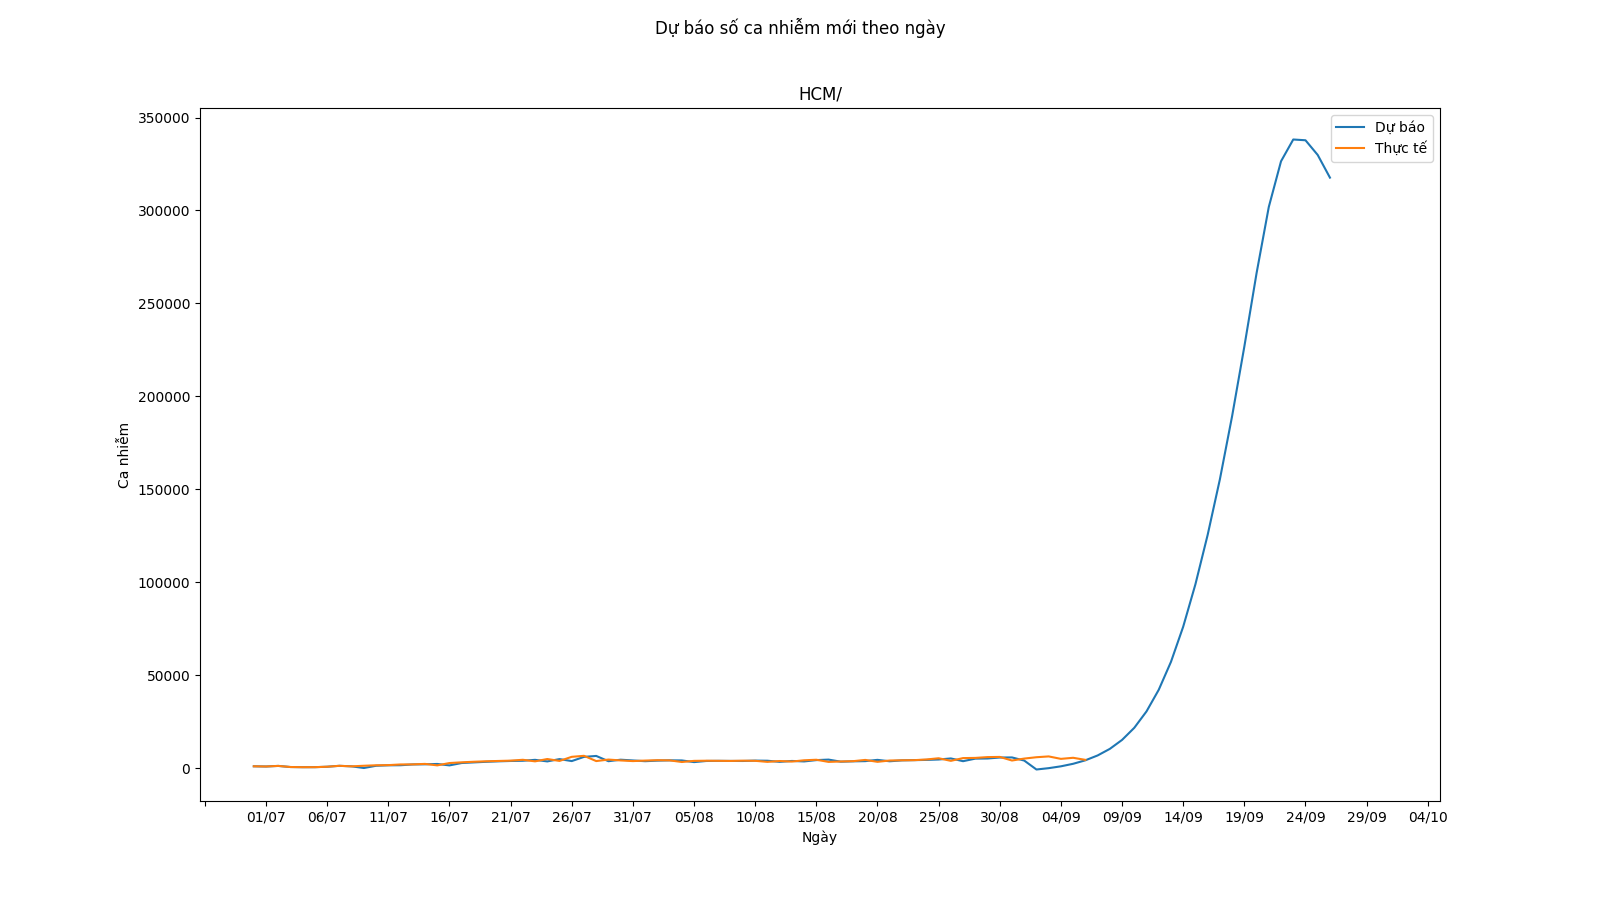 Dự báo số ca nhiễm mới theo ngày
HCM/
Dự báo
Thực tế
350000
300000
250000
200000
150000
100000
50000
0
Ca nhiễm
01/07 06/07 11/07 16/07 21/07 26/07 31/07 05/08 10/08 15/08 20/08 25/08 30/08 04/09 09/09 14/09 19/09 24/09 29/09 04/10
Ngày